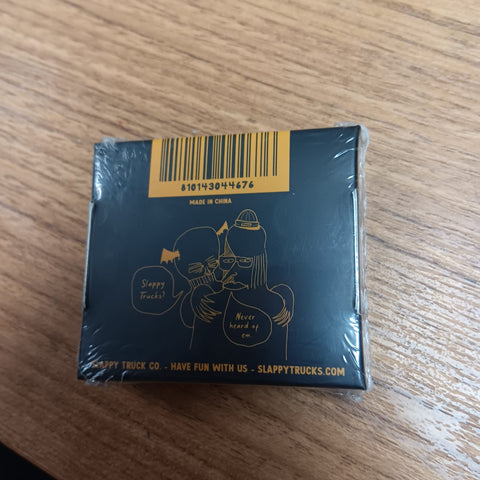 810143044676
MADE IN CHINA
Slappy
Trucks?
Never
heard of
em
SLAPPY TRUCK CO. - HAVE FUN WITH US - SLAPPYTRUCKS.COM